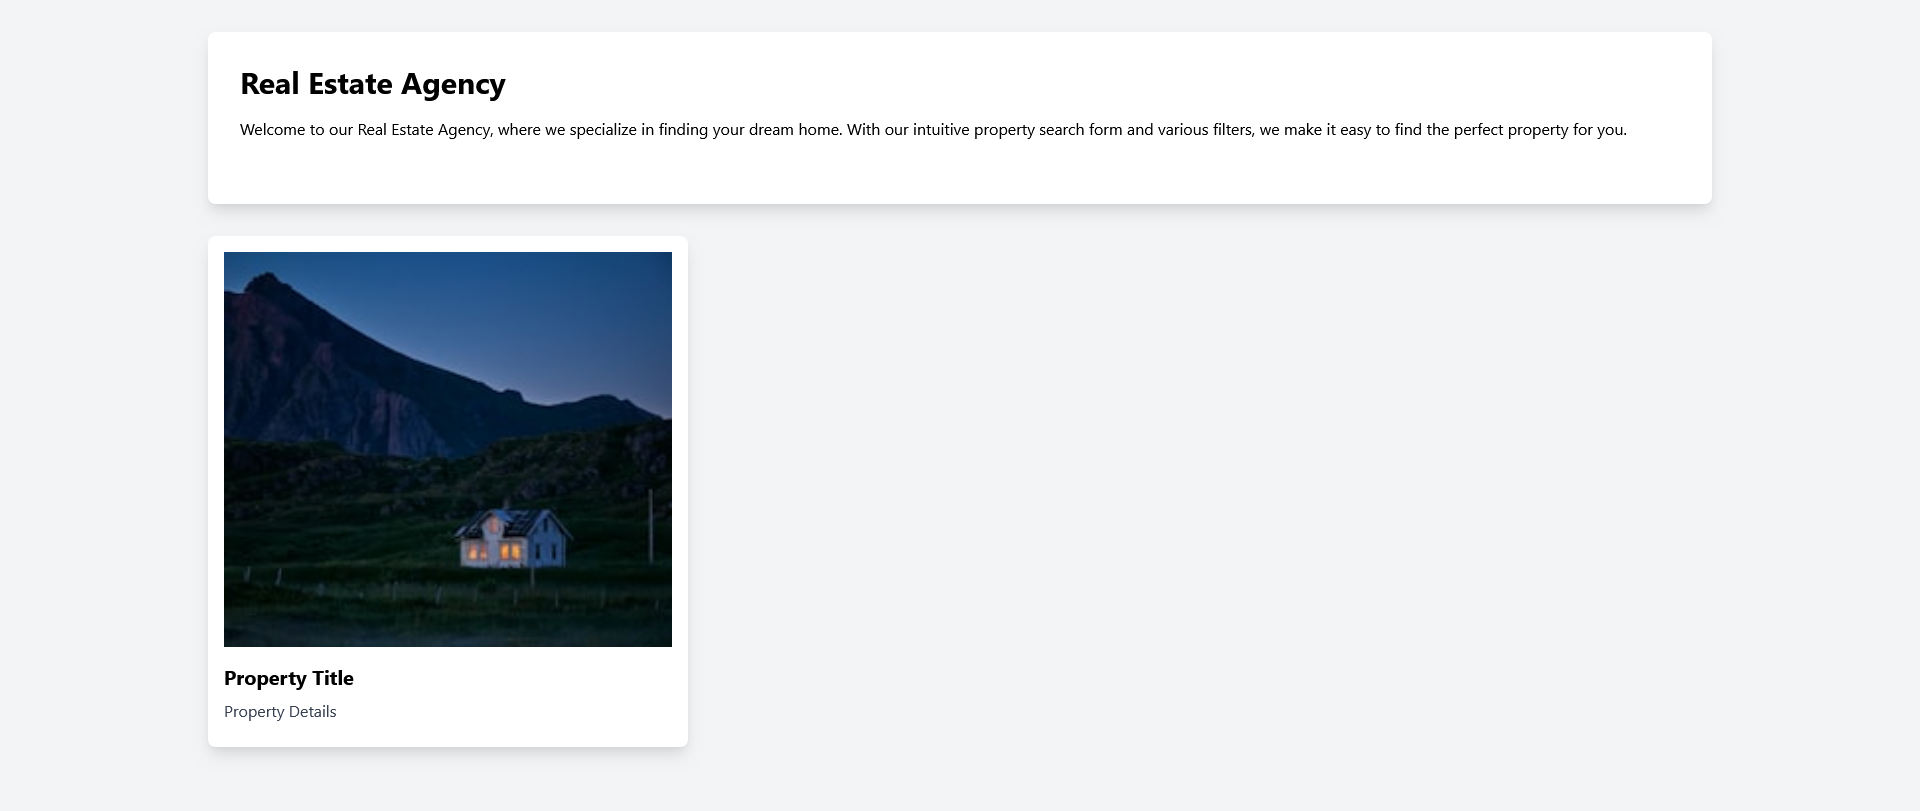 Real Estate Agency
Welcome to our Real Estate Agency, where we specialize in finding your dream home. With our intuitive property search form and various filters, we make it easy to find the perfect property for you.
Property Title
Property Details